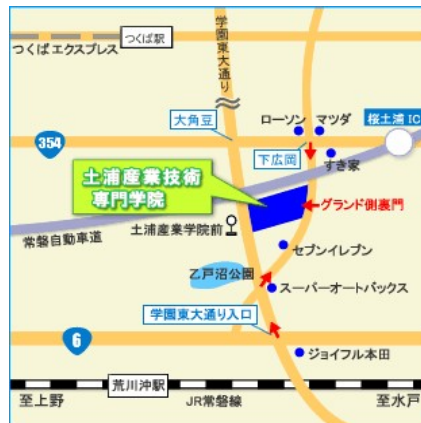 つくば駅
つくばエクスプレス
学園東大通り
大角豆
ローソン
マツダ
桜土浦 IC
354
下広岡
すき家
土浦産業技術
専門学院
グランド側裏門
土浦産業学院前
常磐自動車道
セブンイレブン
乙戸沼公園
スーパーオートバックス
学園東大通り入口
6
ジョイフル本田
荒川沖駅
至上野
JR常磐線
至水戸